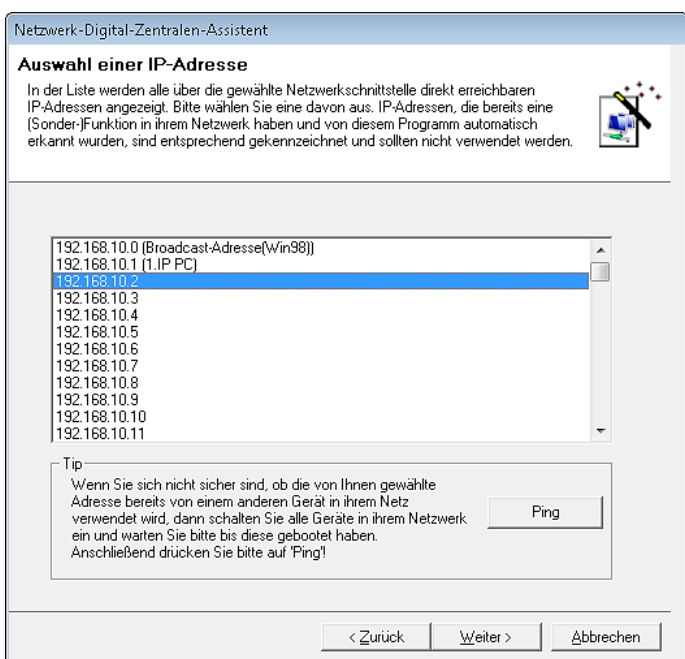 Netzwerk-Digital-Zentralen-Assistent
Auswahl einer IP-Adresse
In der Liste werden alle über die gewählte Netzwerkschnittstelle direkt erreichbaren
IP-Adressen angezeigt. Bitte wählen Sie eine davon aus. IP-Adressen, die bereits eine
(Sonder-)Funktion in ihrem Netzwerk haben und von diesem Programm automatisch
erkannt wurden, sind entsprechend gekennzeichnet und sollten nicht verwendet werden.
192.168.10.0 (Broadcast-Adresse(Win98))
192.168.10.1 (1.IP PC)
192.168.10.2
192.168.10.3
192.168.10.4
192.168.10.5
192.168.10.6
192.168.10.7
192.168.10.8
192.168.10.9
192.168.10.10
192.168.10.11
Tip
Wenn Sie sich nicht sicher sind, ob die von Ihnen gewählte
Adresse bereits von einem anderen Gerät in ihrem Netz
verwendet wird, dann schalten Sie alle Geräte in ihrem Netzwerk
ein und warten Sie bitte bis diese gebootet haben.
Anschließend drücken Sie bitte auf 'Ping'!
Ping
< Zurück
Weiter >
Abbrechen